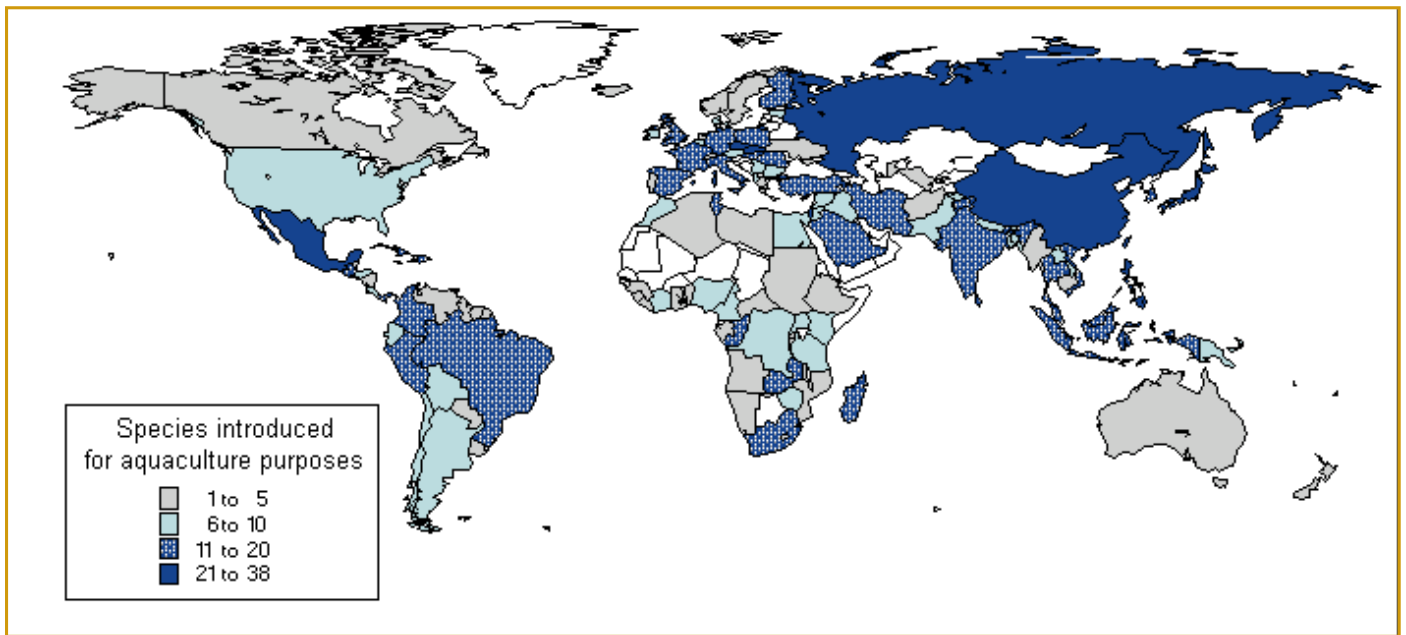 Species introduced
for aquaculture purposes
1 to 5
6 to 10
11 to 20
21 to 38